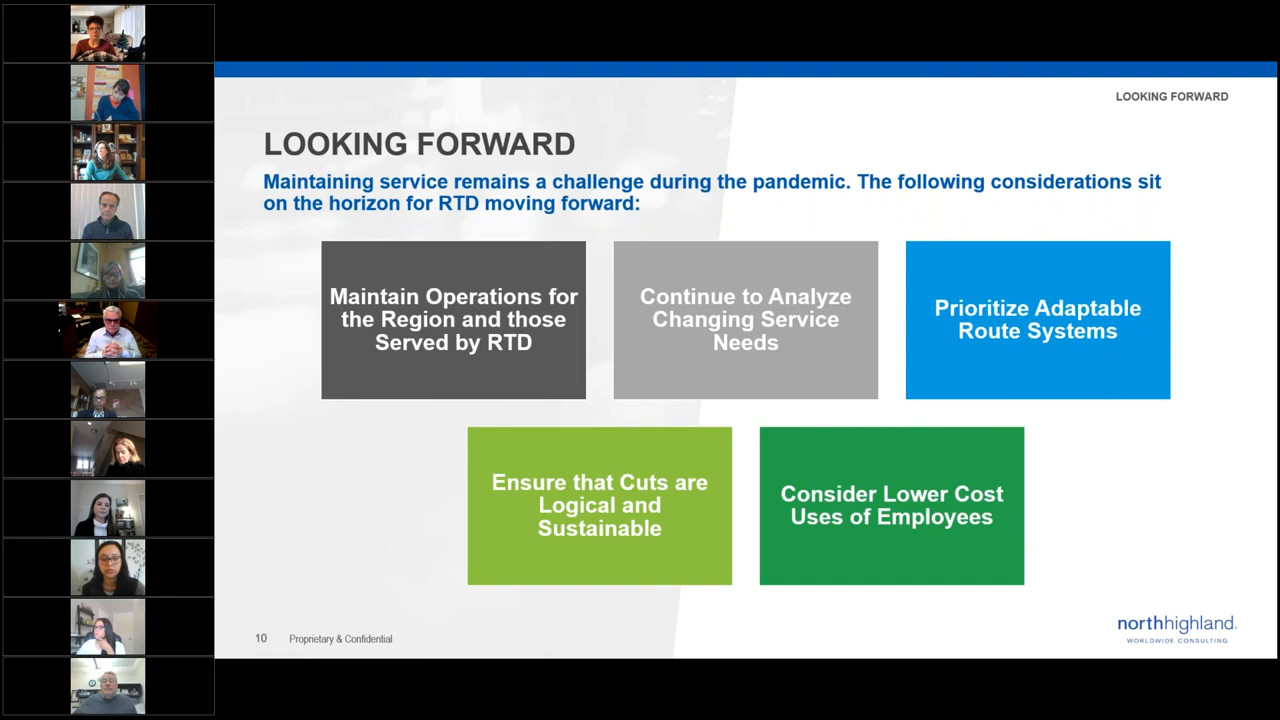 LOOKING FORWARD
LOOKING FORWARD
Maintaining service remains a challenge during the pandemic. The following considerations sit
on the horizon for RTD moving forward:
Maintain Operations for
the Region and those
Served by RTD
Continue to Analyze
Changing Service
Needs
Prioritize Adaptable
Route Systems
Ensure that Cuts are
Logical and
Sustainable
Consider Lower Cost
Uses of Employees
10 Proprietary & Confidential
northhighland.
WORLDWIDE CONSULTING